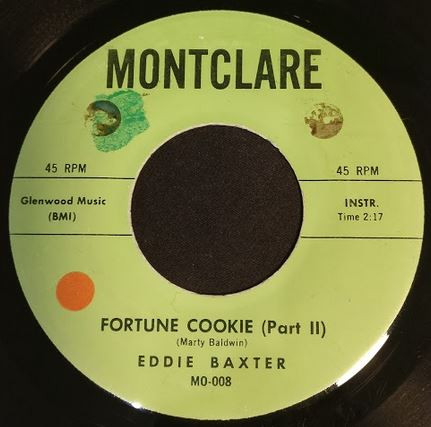 MONTCLARE
45 RPM
45 RPM
Glenwood Music
(BMI)
INSTR.
Time 2:17
FORTUNE COOKIE (Part II)
(Marty Baldwin)
EDDIE BAXTER
MO-008